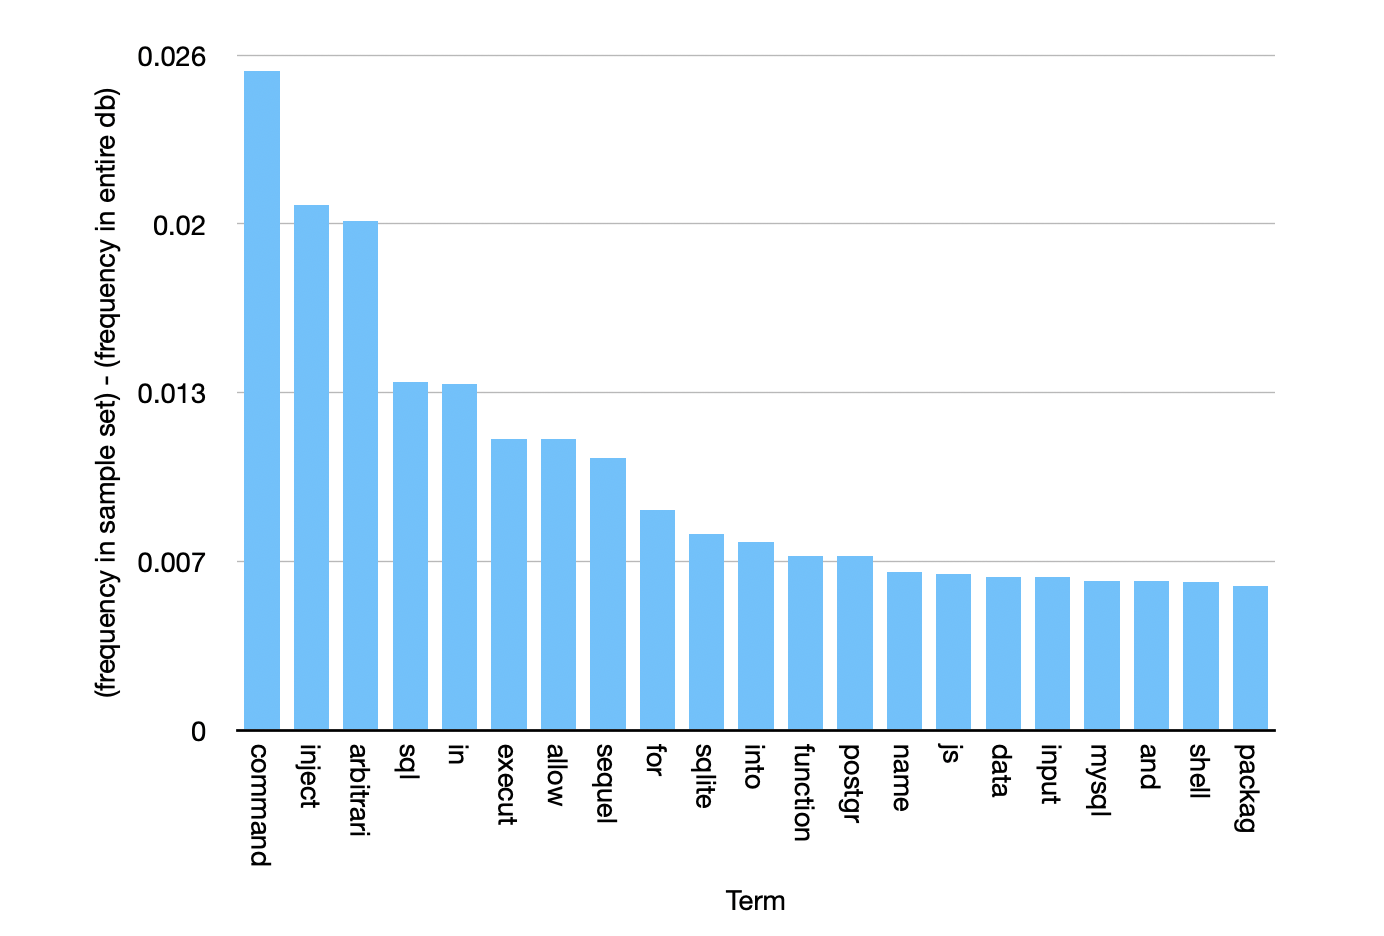 (frequency in sample set) - (frequency in entire db)
0.026
0.02
0.013
0.007
0
command
inject
arbitrari
sql
in
execut
allow
sequel
for
sqlite
into
function
postgr
name
js
data
input
mysql
and
shell
packag
Term